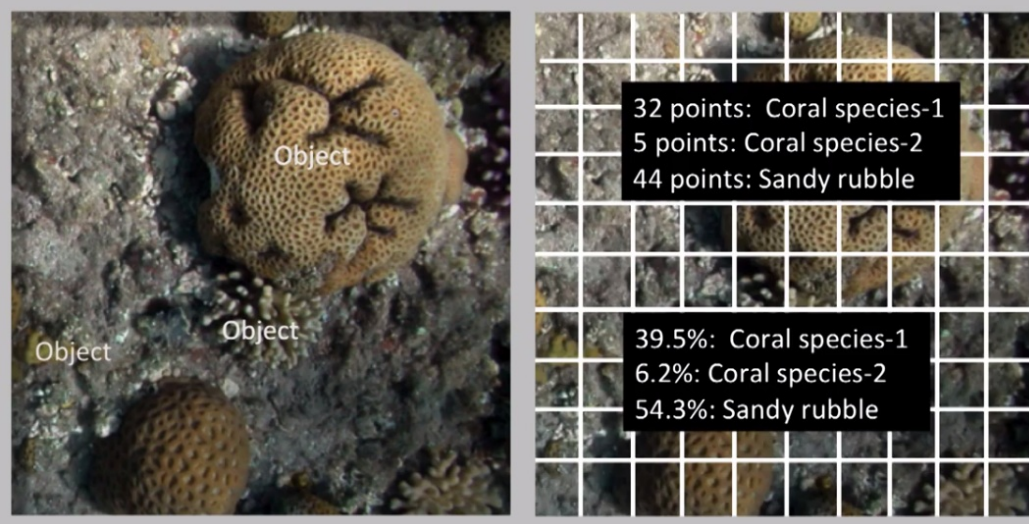 Object
Object
Object
32 points: Coral species-1
5 points: Coral species-2
44 points: Sandy rubble
39.5%: Coral species-1
6.2%: Coral species-2
54.3%: Sandy rubble